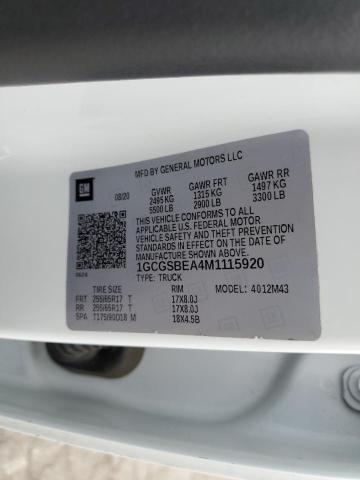 MFD BY GENERAL MOTORS LLC
GM
08/20 GVWR GAWR FRT GAWR RR
2495 KG 1315 KG 1497 KG
5500 LB 2900 LB 3300 LB
THIS VEHICLE CONFORMS TO ALL
APPLICABLE U.S. FEDERAL MOTOR
VEHICLE SAFETY AND THEFT PREVENTION
STANDARDS IN EFFECT ON THE DATE OF
MANUFACTURE SHOWN ABOVE.
1GCGSBEA4M1115920
TYPE: TRUCK
TIRE SIZE RIM MODEL: 4012M43
FRT 255/65R17 T 17X8.0J
RR 255/65R17 T 17X8.0J
SPA T175/90D18 M 18X4.5B